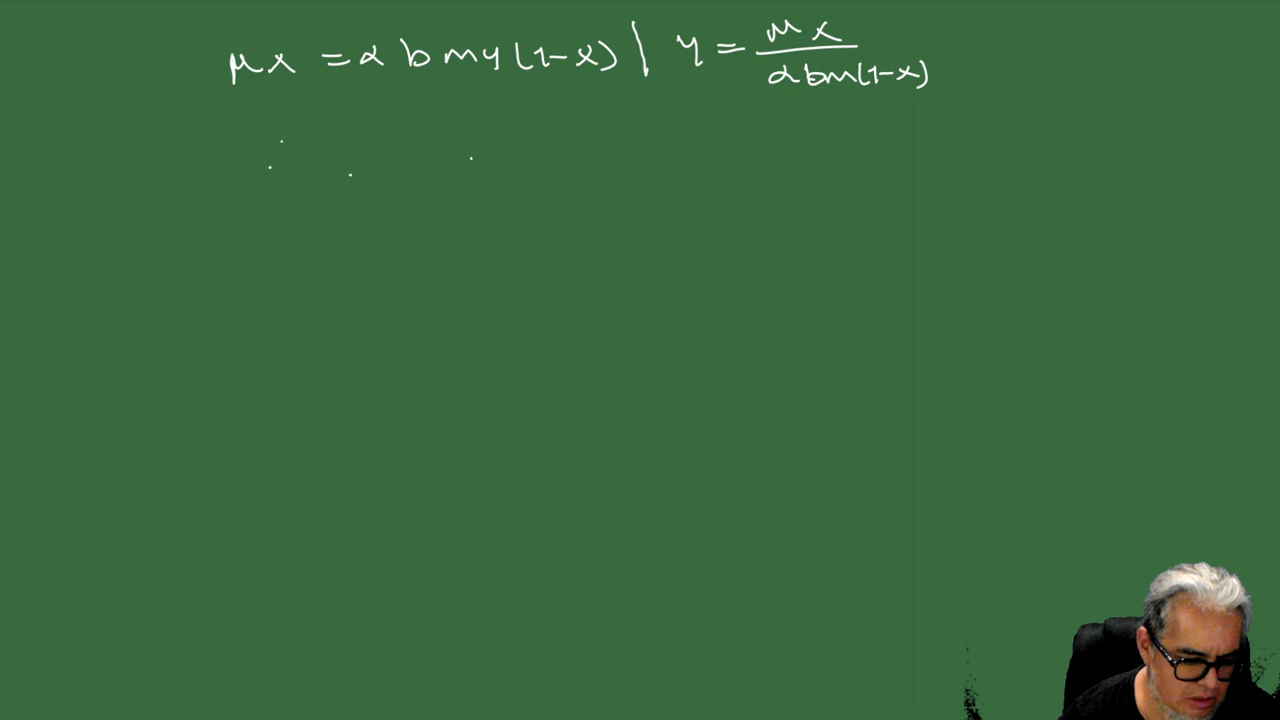 μx = α b m y (1-x) | y = μx / αbm(1-x)